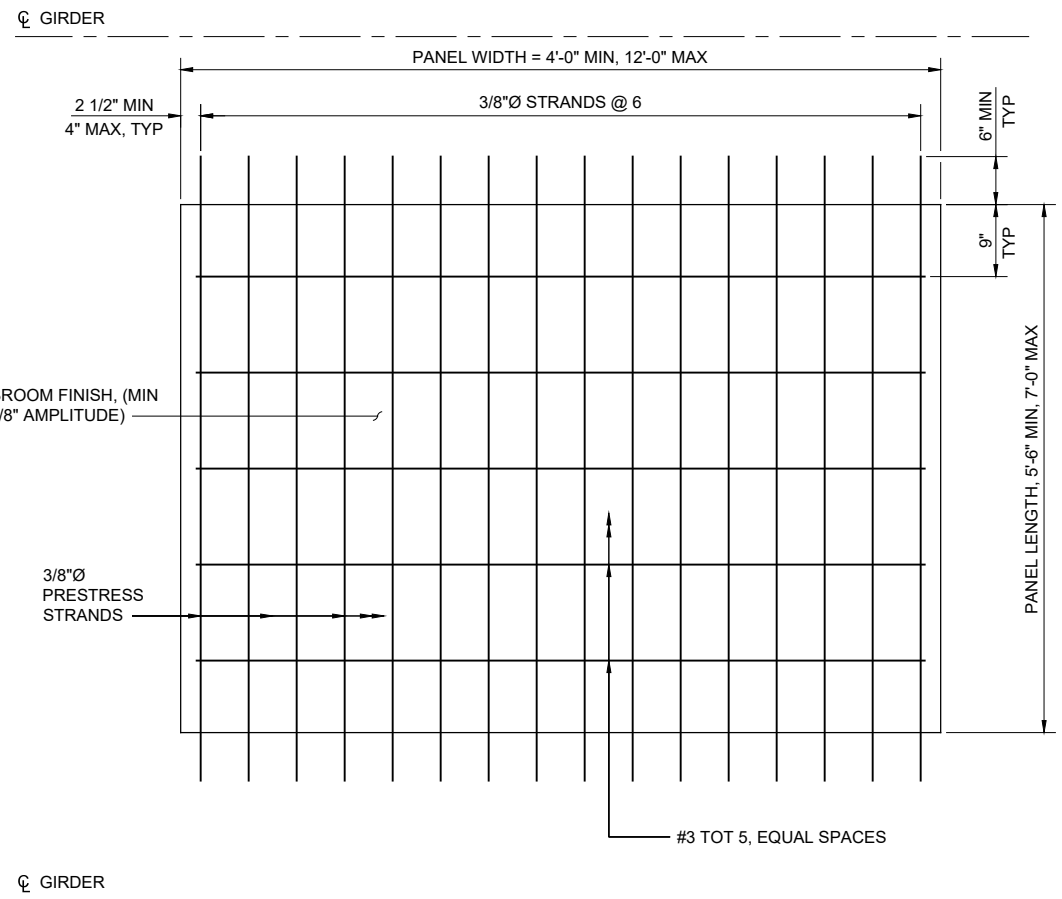 ℄ GIRDER
PANEL WIDTH = 4'-0" MIN, 12'-0" MAX
2 1/2" MIN
4" MAX, TYP
3/8"Ø STRANDS @ 6
6" MIN
TYP
9"
TYP
PANEL LENGTH, 5'-6" MIN, 7'-0" MAX
ROOM FINISH, (MIN
/8" AMPLITUDE)
3/8"Ø
PRESTRESS
STRANDS
#3 TOT 5, EQUAL SPACES
℄ GIRDER